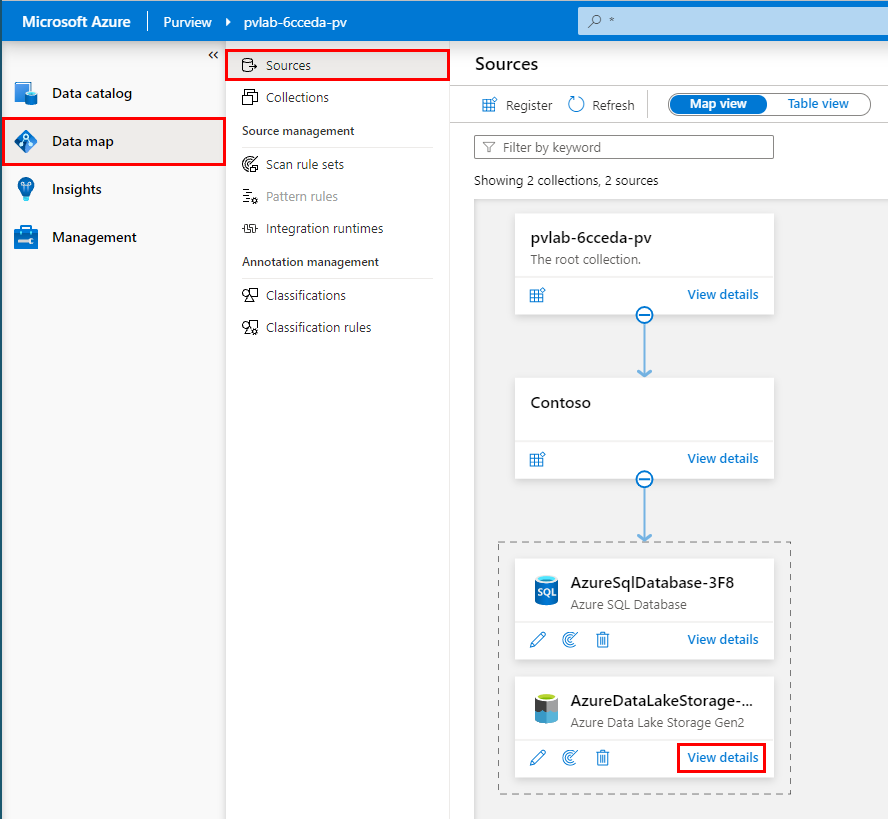 Microsoft Azure Purview pvlab-6cceda-pv *
«
Data catalog
Data map
Insights
Management
Sources
Collections
Source management
Scan rule sets
Pattern rules
Integration runtimes
Annotation management
Classifications
Classification rules
Sources
Register Refresh Map view Table view
Filter by keyword
Showing 2 collections, 2 sources
pvlab-6cceda-pv
The root collection.
View details
Contoso
View details
SQL
AzureSqlDatabase-3F8
Azure SQL Database
View details
AzureDataLakeStorage-...
Azure Data Lake Storage Gen2
View details